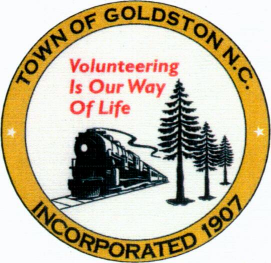 TOWN OF GOLDSTON N.C.
Volunteering
Is Our Way
Of Life
INCORPORATED 1907